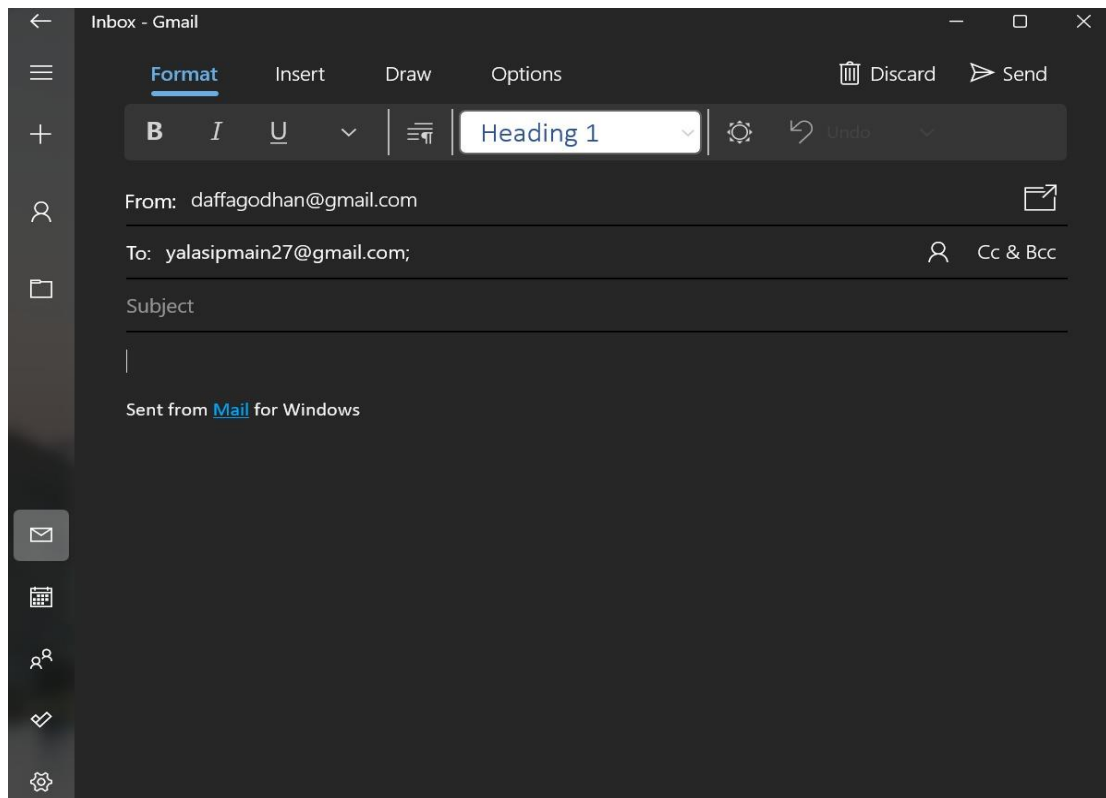 Inbox - Gmail
Format Insert Draw Options Discard Send
B I U Heading 1 Undo
From: daffagodhan@gmail.com
To: yalasipmain27@gmail.com; Cc & Bcc
Subject
Sent from Mail for Windows